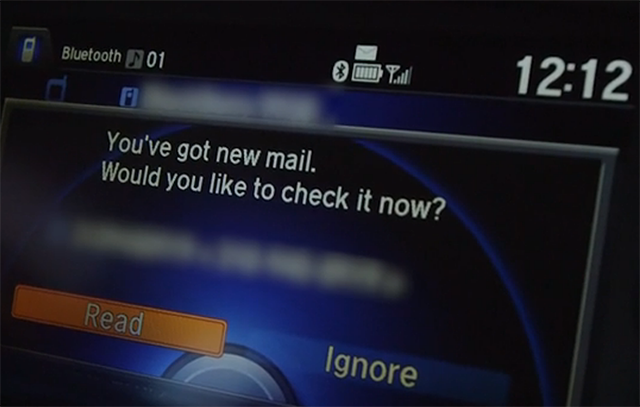 Bluetooth 01
12:12
You've got new mail.
Would you like to check it now?
Read
Ignore